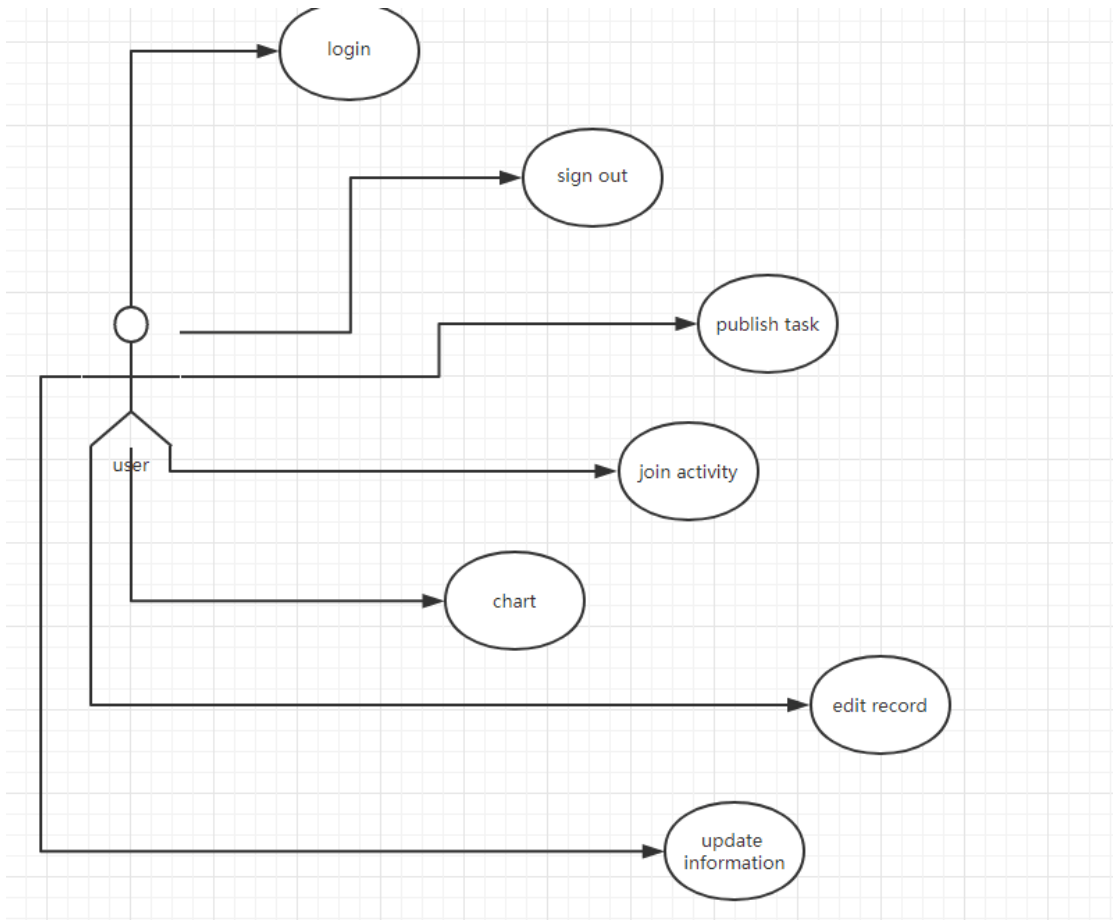 login
sign out
publish task
user
join activity
chart
edit record
update
information